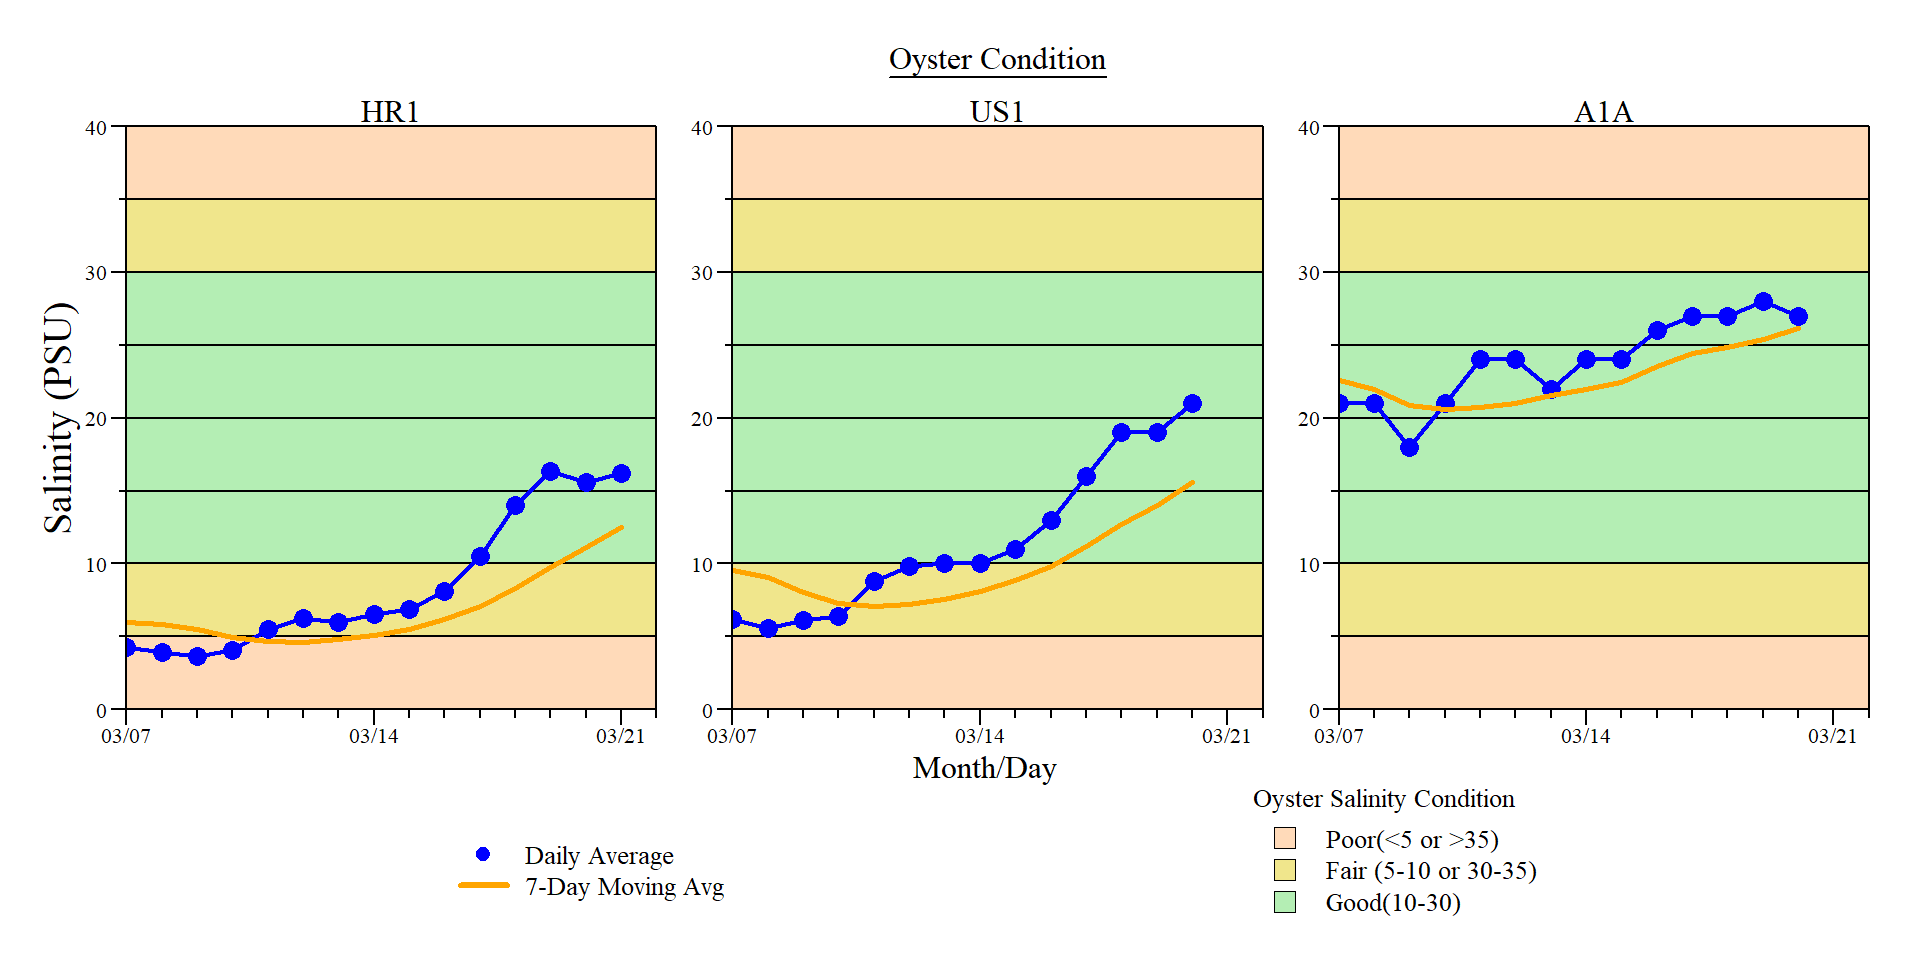 Oyster Condition
HR1
US1
A1A
40
30
20
10
0
40
30
20
10
0
40
30
20
10
0
Salinity (PSU)
03/07
03/14
03/21
03/07
03/14
03/21
03/07
03/14
03/21
Month/Day
Daily Average
7-Day Moving Avg
Oyster Salinity Condition
Poor(<5 or >35)
Fair (5-10 or 30-35)
Good(10-30)